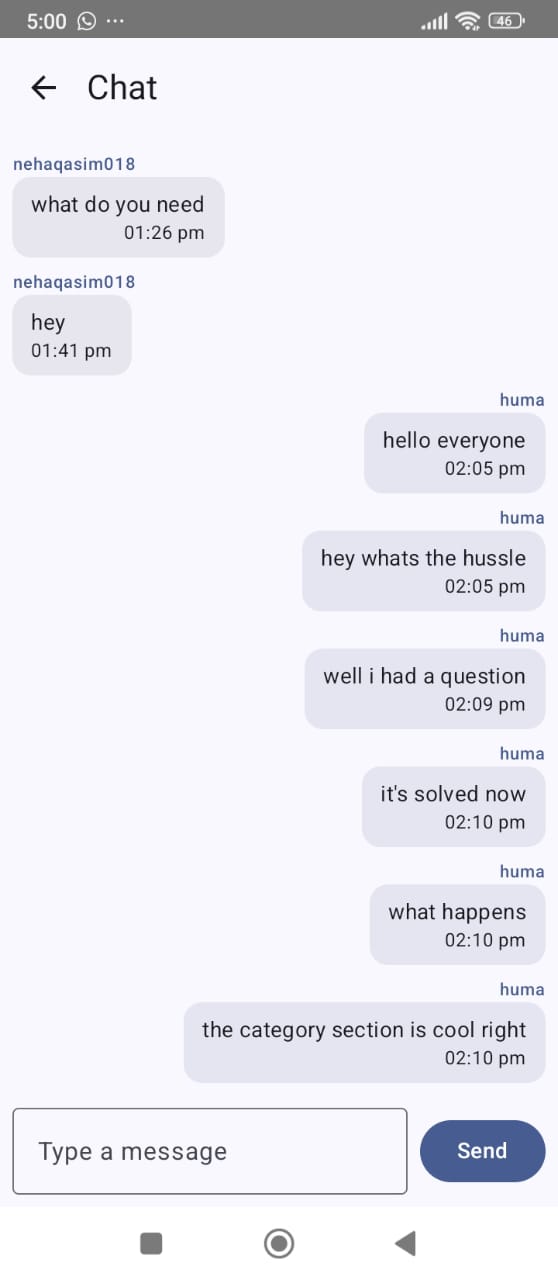 5:00
46
Chat
nehaqasim018
what do you need
01:26 pm
nehaqasim018
hey
01:41 pm
huma
hello everyone
02:05 pm
huma
hey whats the hussle
02:05 pm
huma
well i had a question
02:09 pm
huma
it's solved now
02:10 pm
huma
what happens
02:10 pm
huma
the category section is cool right
02:10 pm
Type a message
Send